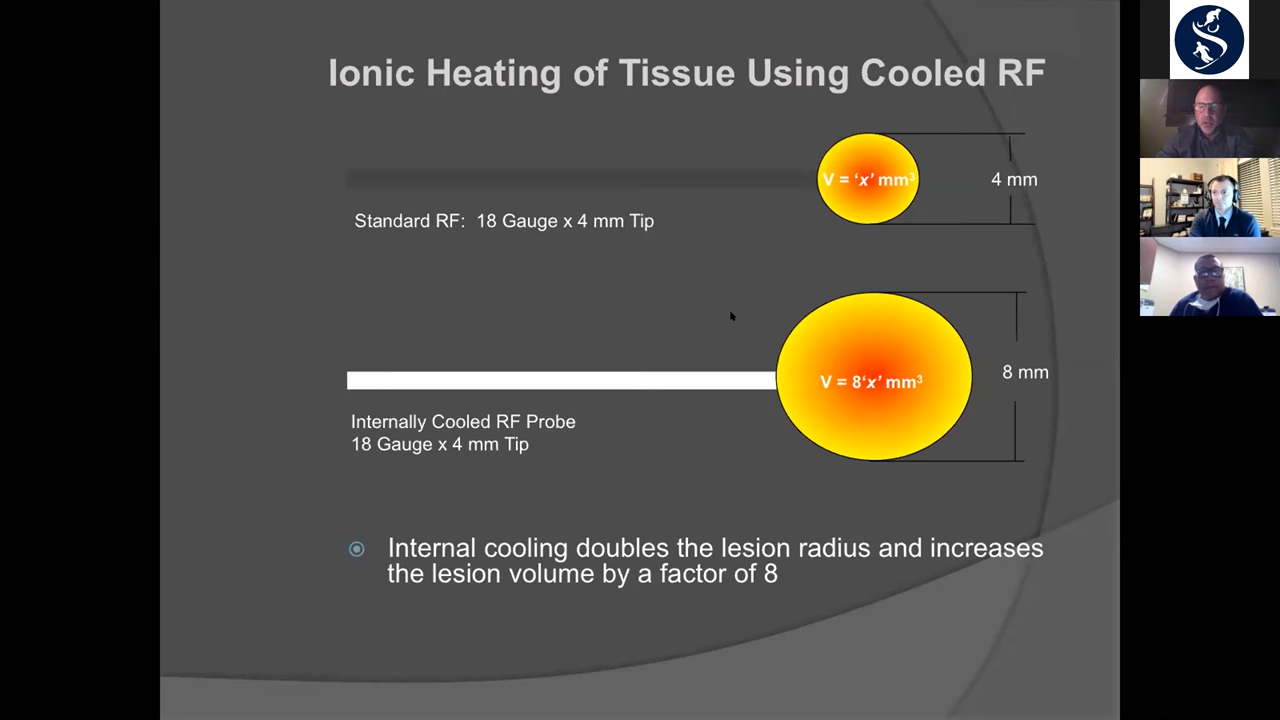 Ionic Heating of Tissue Using Cooled RF
V = ‘x’ mm³
4 mm
Standard RF:  18 Gauge x 4 mm Tip
V = 8‘x’ mm³
8 mm
Internally Cooled RF Probe
18 Gauge x 4 mm Tip
Internal cooling doubles the lesion radius and increases
the lesion volume by a factor of 8